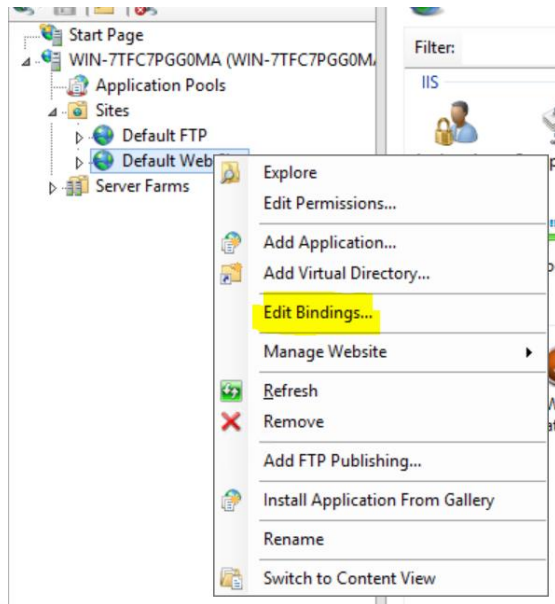 Start Page
WIN-7TFC7PGG0MA (WIN-7TFC7PGG0M
Application Pools
Sites
Default FTP
Default Web
Server Farms
Filter:
IIS
Explore
Edit Permissions...
Add Application...
Add Virtual Directory...
Edit Bindings...
Manage Website
Refresh
Remove
Add FTP Publishing...
Install Application From Gallery
Rename
Switch to Content View